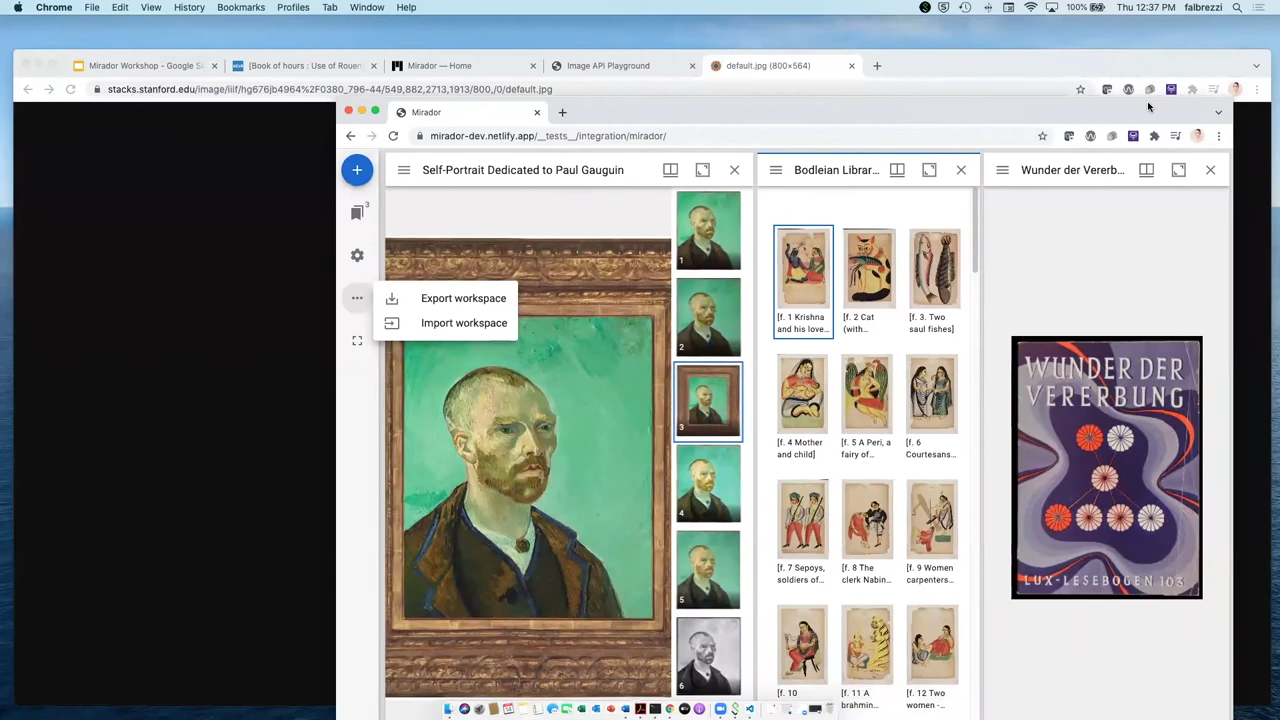 Chrome File Edit View History Bookmarks Profiles Tab Window Help
100% Thu 12:37 PM falbrezzi
Mirador Workshop - Google Sl
[Book of hours : Use of Rouen
Mirador — Home
Image API Playground
default.jpg (800×564)
stacks.stanford.edu/image/iiif/hg676jb4964%2F0380_796-44/549,882,2713,1913/800,/0/default.jpg
Mirador
mirador-dev.netlify.app/__tests__/integration/mirador/
Self-Portrait Dedicated to Paul Gauguin
Bodleian Librar...
Wunder der Vererb...
3
Export workspace
Import workspace
1
2
3
4
5
6
[f. 1 Krishna
and his love...
[f. 2 Cat
(with...
[f. 3. Two
saul fishes]
[f. 4 Mother
and child]
[f. 5 A Peri, a
fairy of...
[f. 6
Courtesans...
[f. 7 Sepoys,
soldiers of...
[f. 8 The
clerk Nabin...
[f. 9 Women
carpenters...
[f. 10
[f. 11 A
brahmin...
[f. 12 Two
women -...
WUNDER DER
VERERBUNG
LUX-LESEBOGEN 103